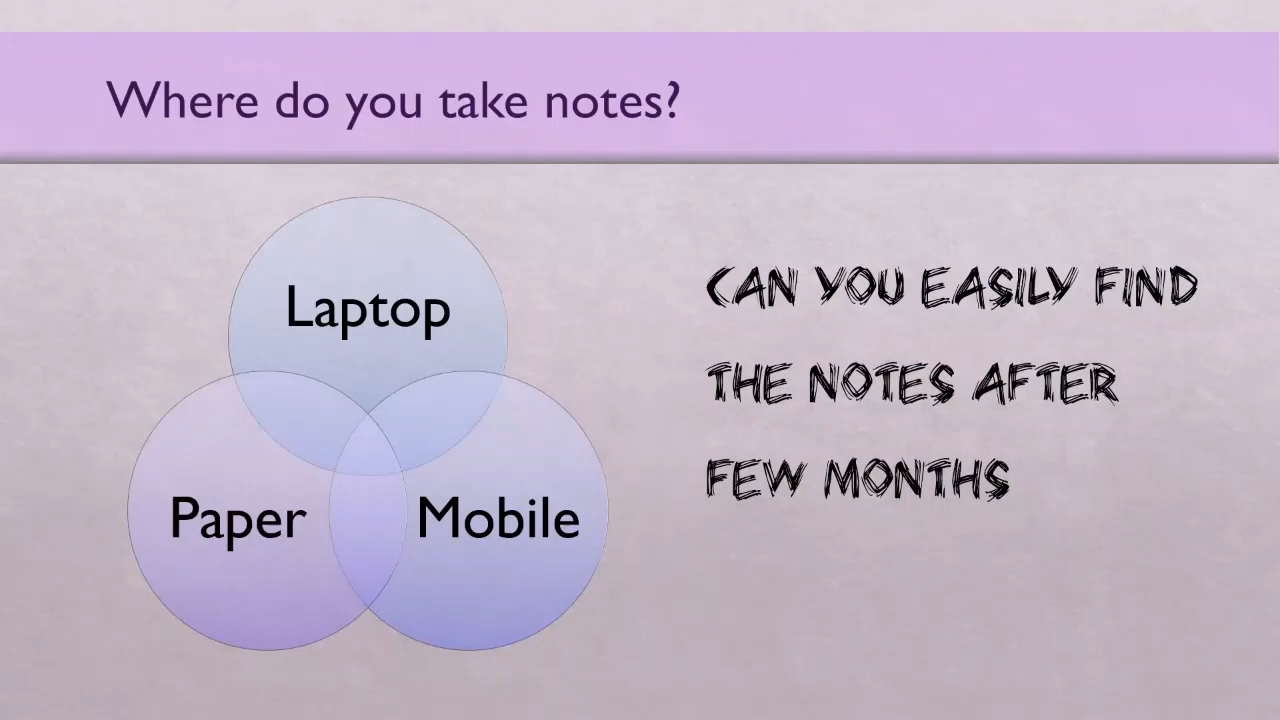 Where do you take notes?
Laptop
Paper
Mobile
CAN YOU EASILY FIND
THE NOTES AFTER
FEW MONTHS